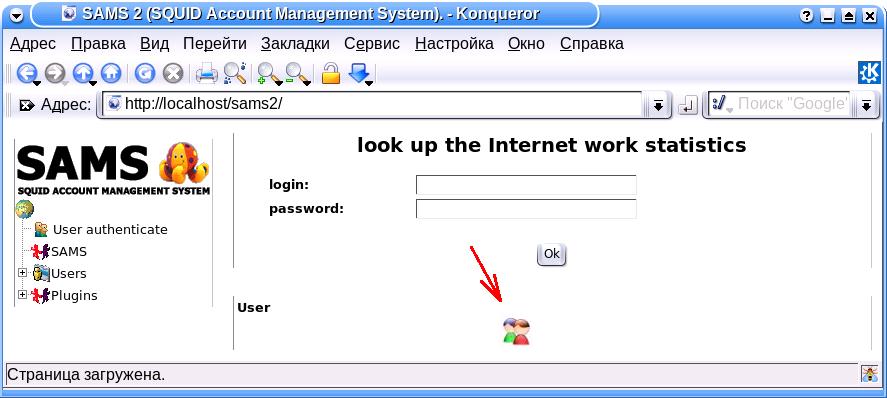 SAMS 2 (SQUID Account Management System). - Konqueror
Адрес Правка Вид Перейти Закладки Сервис Настройка Окно Справка
Адрес: http://localhost/sams2/ Поиск "Google"
SAMS
SQUID ACCOUNT MANAGEMENT SYSTEM
User authenticate
SAMS
Users
Plugins
look up the Internet work statistics
login:
password:
Ok
User
Страница загружена.